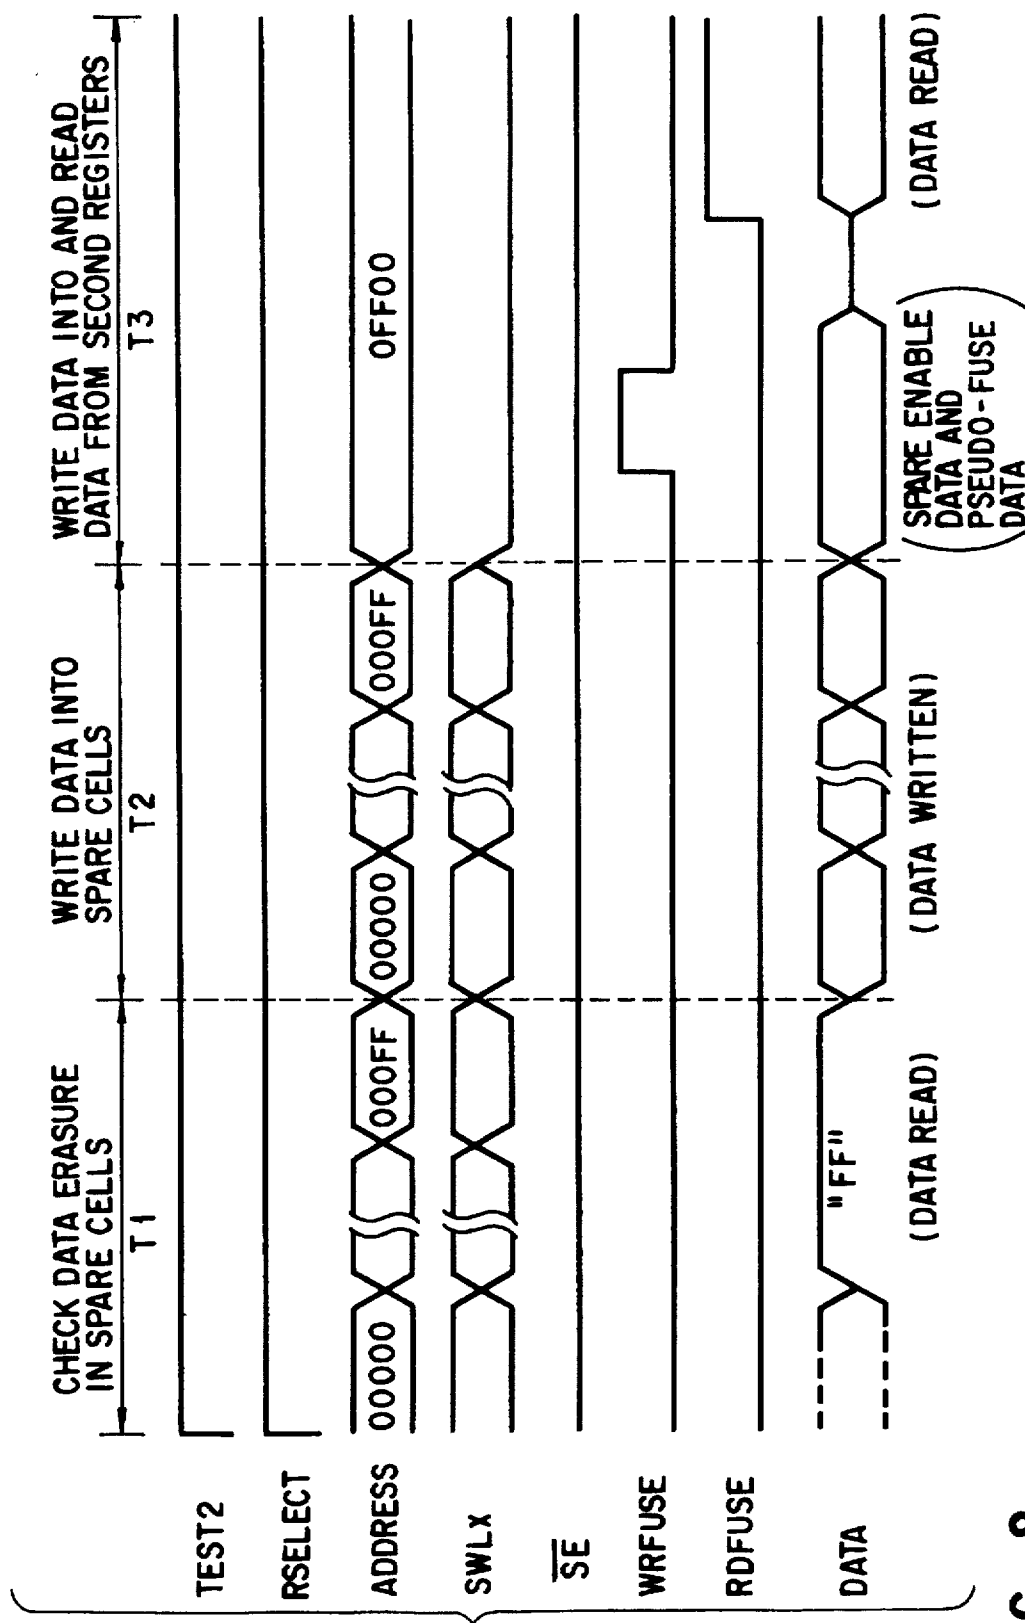 CHECK DATA ERASURE
IN SPARE CELLS
T1
WRITE DATA INTO
SPARE CELLS
T2
WRITE DATA INTO AND READ
DATA FROM SECOND REGISTERS
T3
TEST2
RSELECT
ADDRESS
00000
000FF
00000
000FF
0FF00
SWLX
SE
WRFUSE
RDFUSE
DATA
"FF"
(DATA READ)
(DATA WRITTEN)
SPARE ENABLE
DATA AND
PSEUDO-FUSE
DATA
(DATA READ)